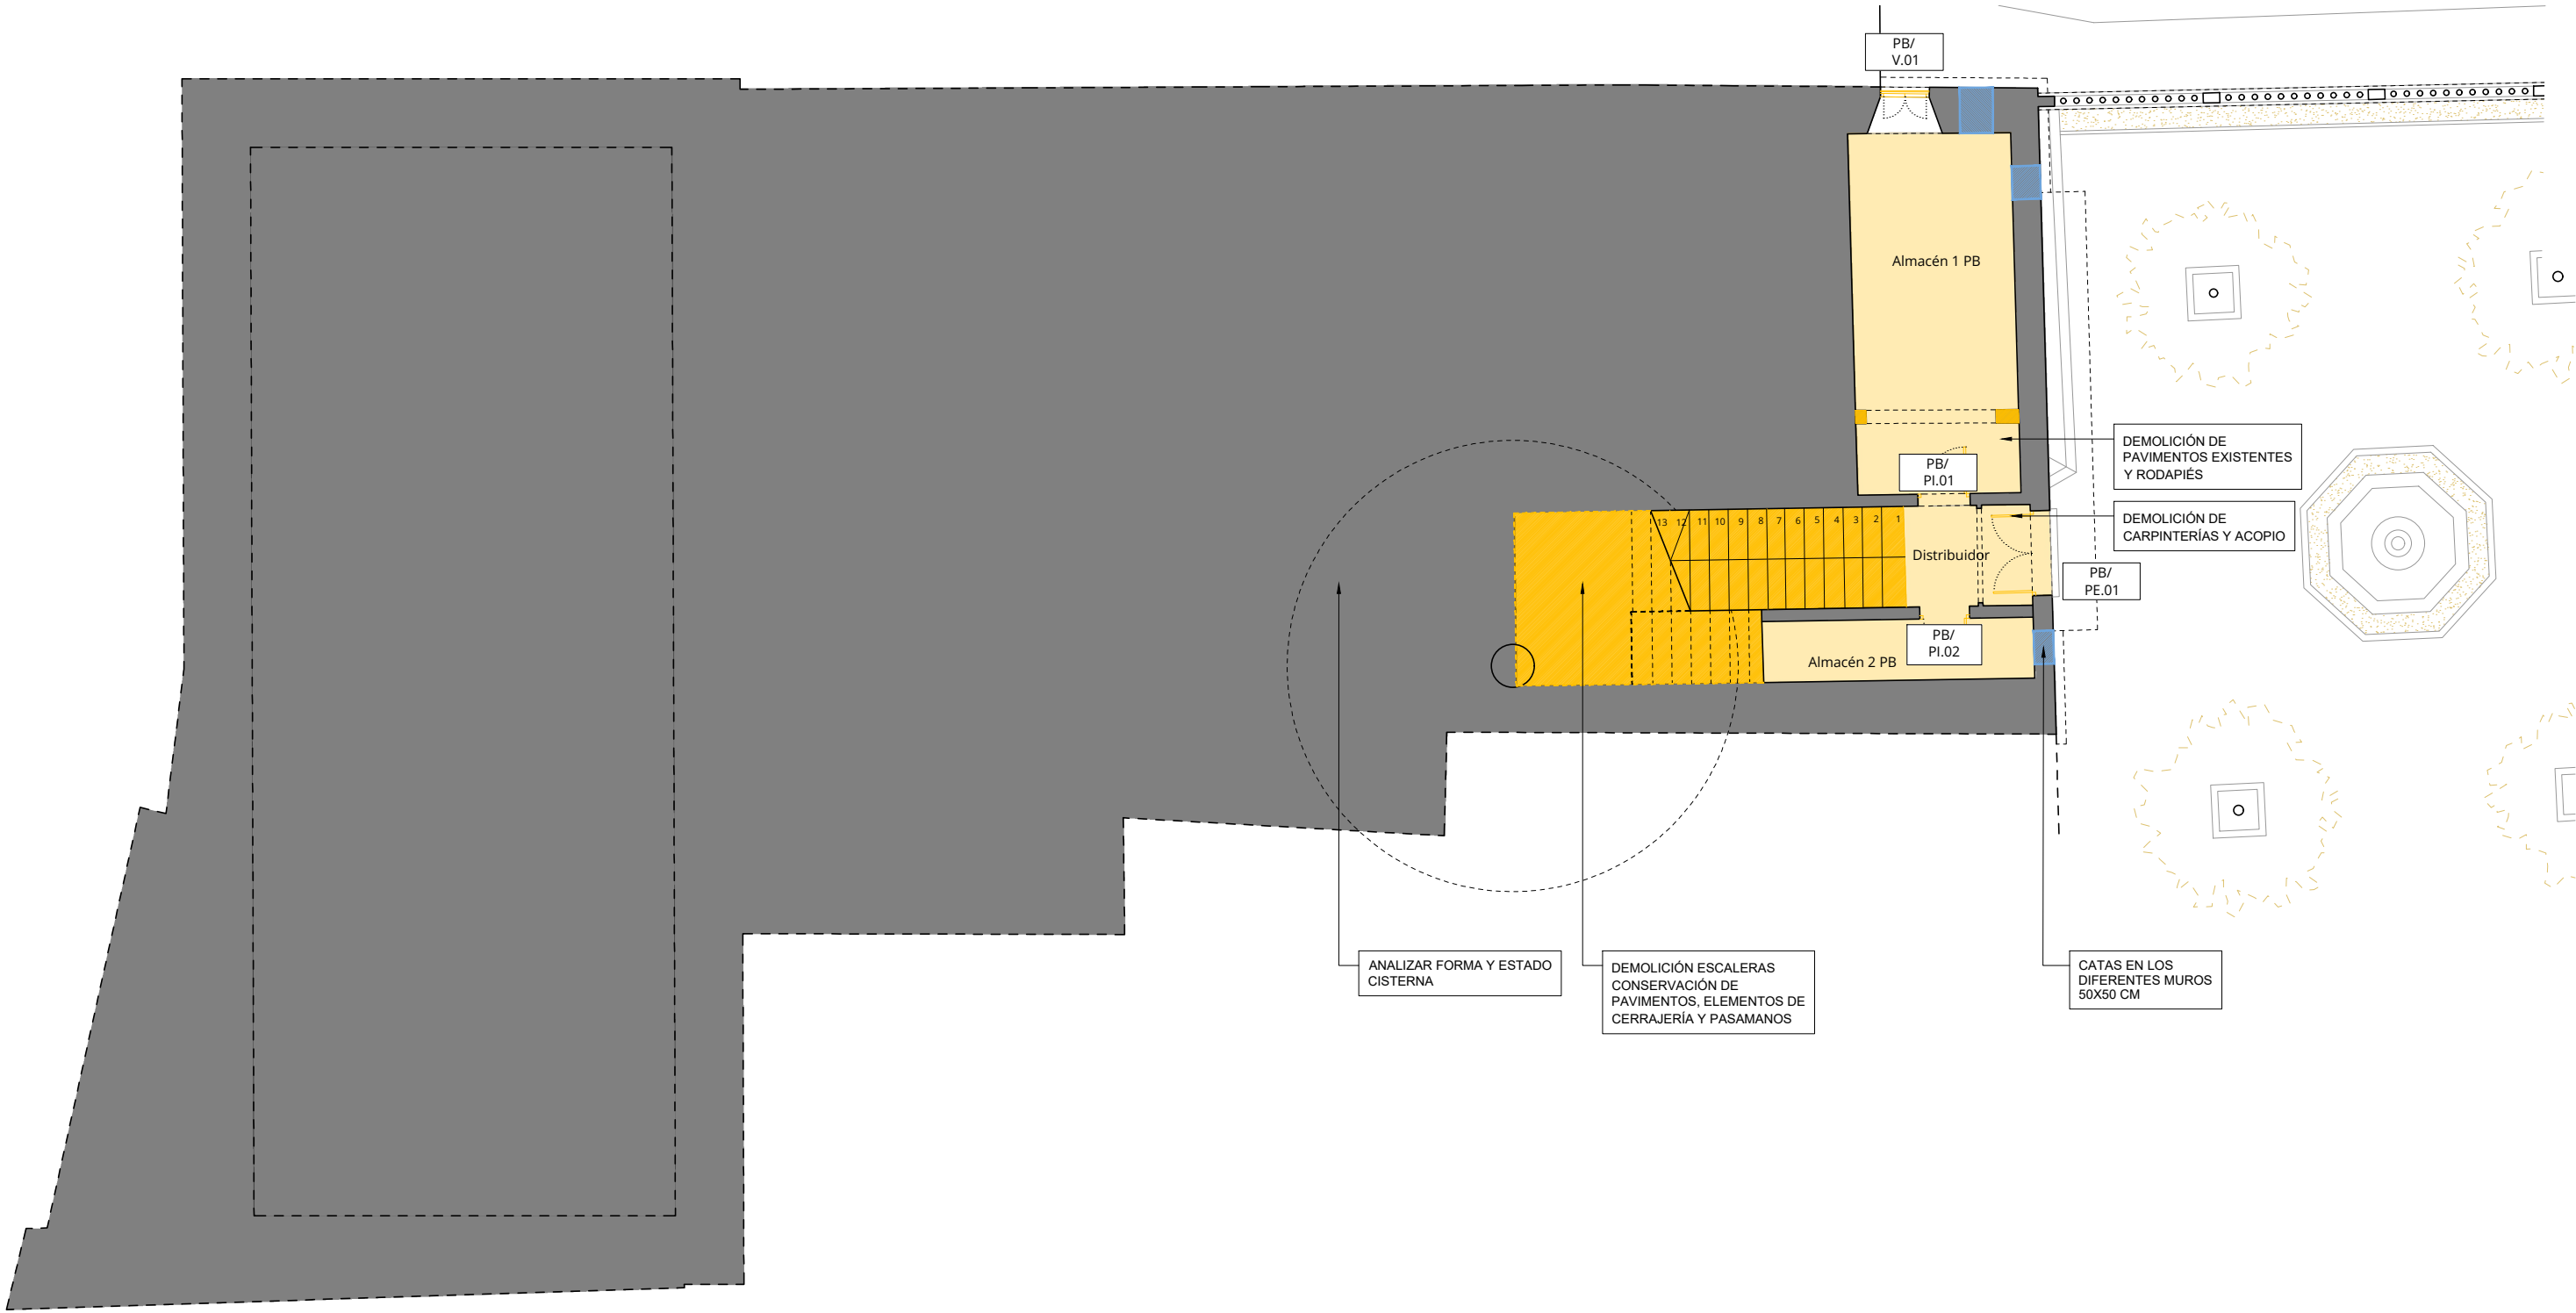 PB/
V.01
Almacén 1 PB
DEMOLICIÓN DE
PAVIMENTOS EXISTENTES
Y RODAPIÉS
PB/
PI.01
DEMOLICIÓN DE
CARPINTERÍAS Y ACOPIO
13 12 11 10 9 8 7 6 5 4 3 2 1
Distribuidor
PB/
PE.01
PB/
PI.02
Almacén 2 PB
ANALIZAR FORMA Y ESTADO
CISTERNA
DEMOLICIÓN ESCALERAS
CONSERVACIÓN DE
PAVIMENTOS, ELEMENTOS DE
CERRAJERÍA Y PASAMANOS
CATAS EN LOS
DIFERENTES MUROS
50X50 CM